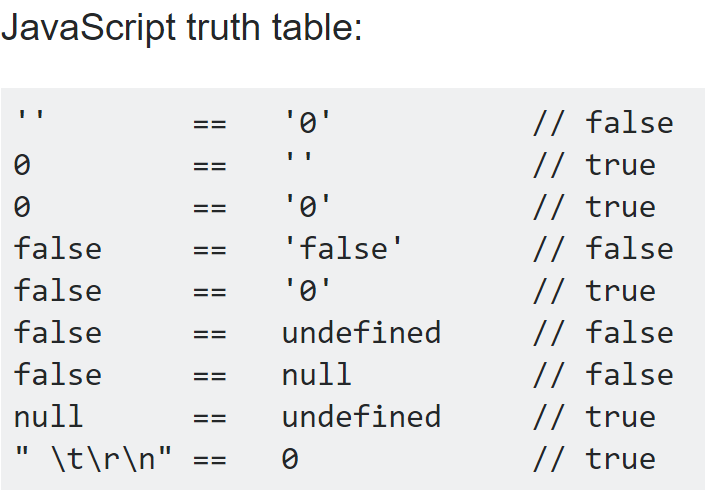 JavaScript truth table:
'' == '0' // false
0 == '' // true
0 == '0' // true
false == 'false' // false
false == '0' // true
false == undefined // false
false == null // false
null == undefined // true
" \t\r\n" == 0 // true